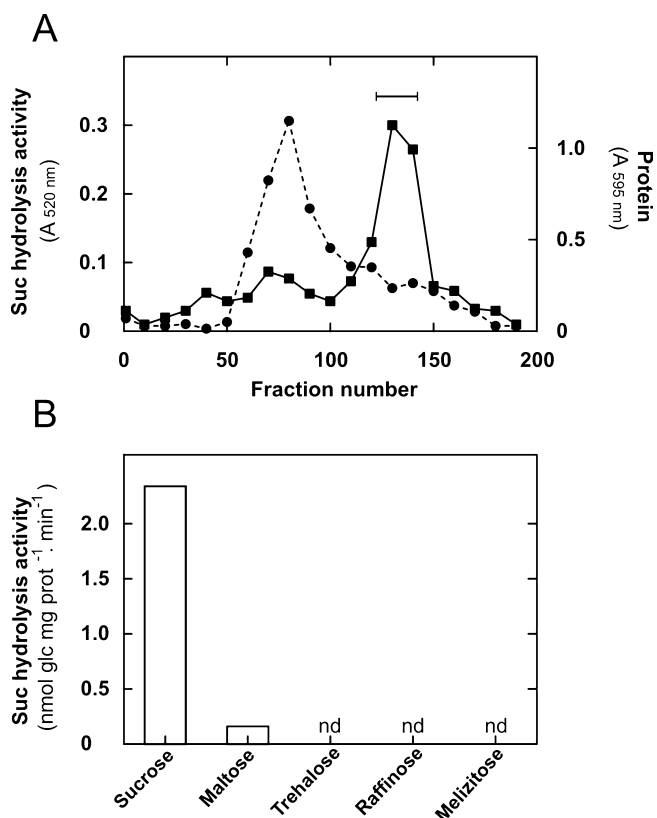 A
Suc hydrolysis activity
(A 520 nm)
0.3
0.2
0.1
0
1.0
0.5
0
Protein
(A 595 nm)
0 50 100 150 200
Fraction number
B
Suc hydrolysis activity
(nmol glc mg prot -1. min-1 )
2.0
1.5
1.0
0.5
0
nd nd nd
Sucrose
Maltose
Trehalose
Raffinose
Melizitose